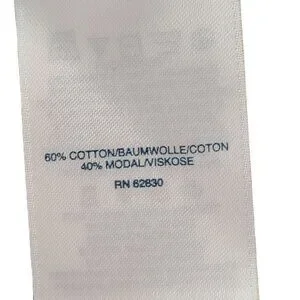 60% COTTON/BAUMWOLLE/COTON
40% MODAL/VISKOSE
RN 62830